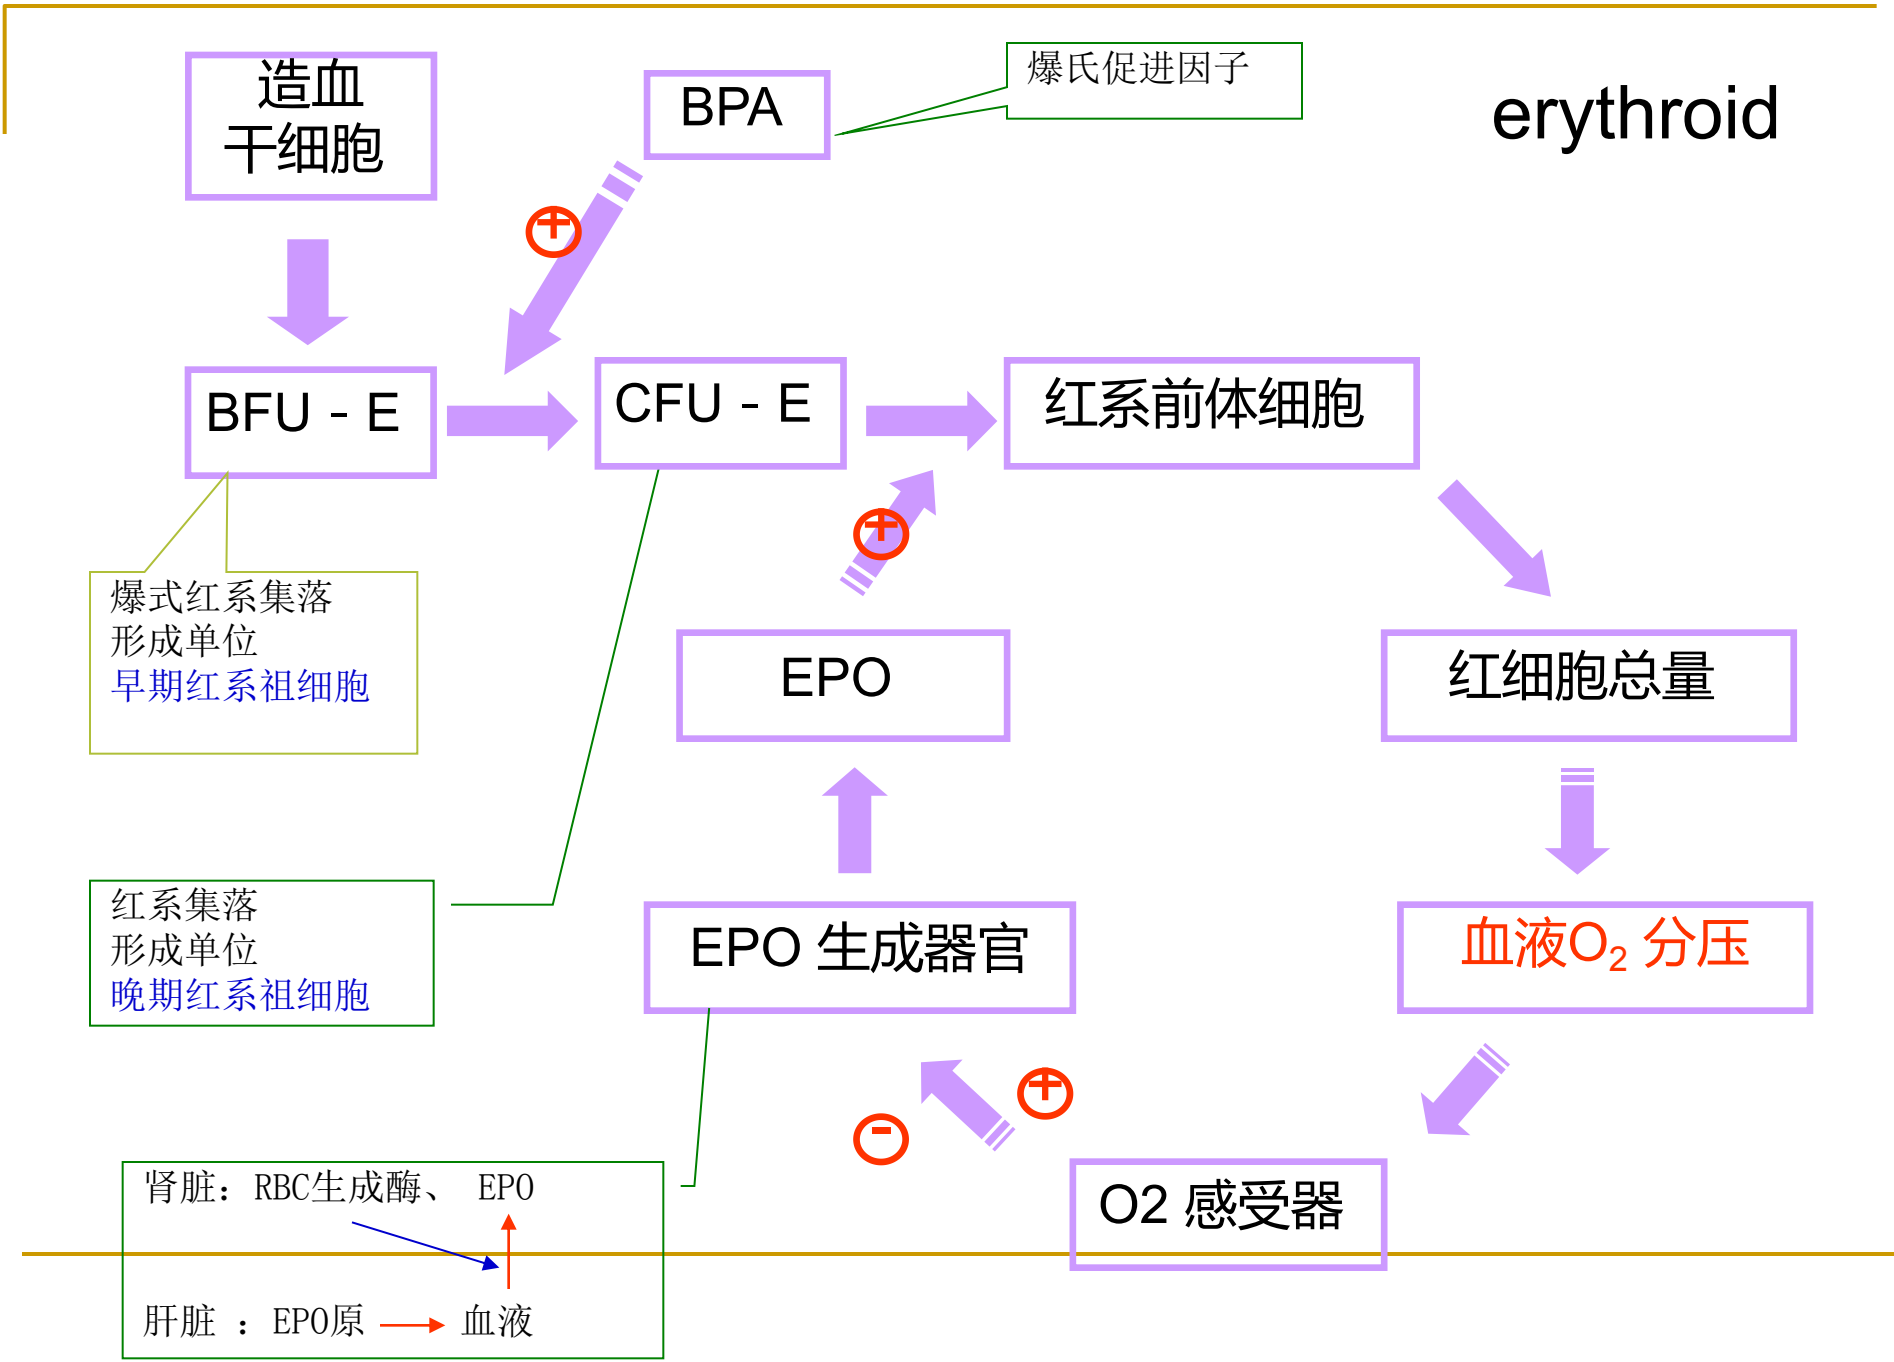 造血
干细胞
BPA
爆氏促进因子
erythroid
+
BFU - E
CFU - E
红系前体细胞
+
爆式红系集落
形成单位
早期红系祖细胞
EPO
红细胞总量
红系集落
形成单位
晚期红系祖细胞
EPO 生成器官
血液O₂ 分压
+
-
肾脏：RBC生成酶、 EPO
O2 感受器
肝脏 ：EPO原
血液